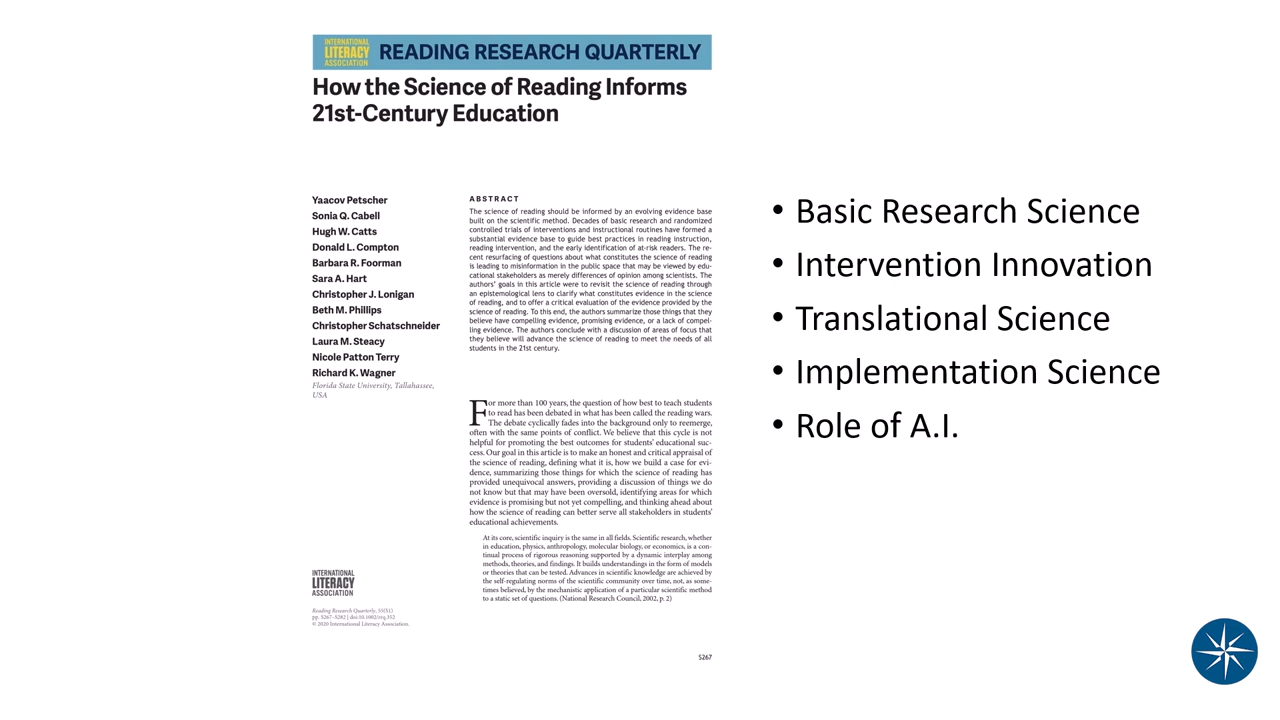 INTERNATIONAL
LITERACY
ASSOCIATION
READING RESEARCH QUARTERLY
How the Science of Reading Informs
21st-Century Education
Yaacov Petscher
Sonia Q. Cabell
Hugh W. Catts
Donald L. Compton
Barbara R. Foorman
Sara A. Hart
Christopher J. Lonigan
Beth M. Phillips
Christopher Schatschneider
Laura M. Steacy
Nicole Patton Terry
Richard K. Wagner
Florida State University, Tallahassee,
USA
ABSTRACT
The science of reading should be informed by an evolving evidence base
built on the scientific method. Decades of basic research and randomized
controlled trials of interventions and instructional routines have formed a
substantial evidence base to guide best practices in reading instruction,
reading intervention, and the early identification of at-risk readers. The re-
cent resurfacing of questions about what constitutes the science of reading
is leading to misinformation in the public space that may be viewed by edu-
cational stakeholders as merely differences of opinion among scientists. The
authors' goals in this article were to revisit the science of reading through
an epistemological lens to clarify what constitutes evidence in the science
of reading, and to offer a critical evaluation of the evidence provided by the
science of reading. To this end, the authors summarize those things that they
believe have compelling evidence, promising evidence, or a lack of compel-
ling evidence. The authors conclude with a discussion of areas of focus that
they believe will advance the science of reading to meet the needs of all
students in the 21st century.
For more than 100 years, the question of how best to teach students
to read has been debated in what has been called the reading wars.
The debate cyclically fades into the background only to reemerge,
often with the same points of conflict. We believe that this cycle is not
helpful for promoting the best outcomes for students' educational suc-
cess. Our goal in this article is to make an honest and critical appraisal of
the science of reading, defining what it is, how we build a case for evi-
dence, summarizing those things for which the science of reading has
provided unequivocal answers, providing a discussion of things we do
not know but that may have been oversold, identifying areas for which
evidence is promising but not yet compelling, and thinking ahead about
how the science of reading can better serve all stakeholders in students'
educational achievements.
At its core, scientific inquiry is the same in all fields. Scientific research, whether
in education, physics, anthropology, molecular biology, or economics, is a con-
tinual process of rigorous reasoning supported by a dynamic interplay among
methods, theories, and findings. It builds understandings in the form of models
or theories that can be tested. Advances in scientific knowledge are achieved by
the self-regulating norms of the scientific community over time, not, as some-
times believed, by the mechanistic application of a particular scientific method
to a static set of questions. (National Research Council, 2002, p. 2)
INTERNATIONAL
LITERACY
ASSOCIATION
Reading Research Quarterly, 55(S1)
pp. S267–S282 | doi:10.1002/rrq.352
© 2020 International Literacy Association.
S267
• Basic Research Science
• Intervention Innovation
• Translational Science
• Implementation Science
• Role of A.I.